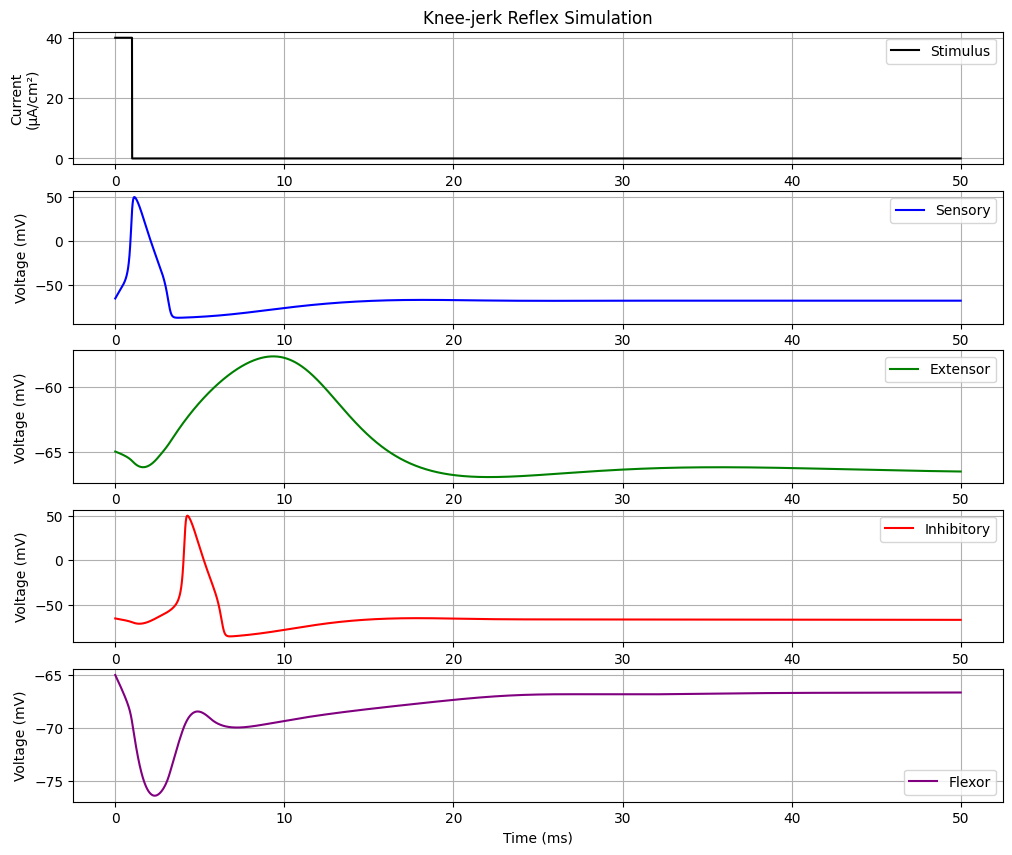 Knee-jerk Reflex Simulation
Current
(µA/cm²)
40
20
0
Stimulus
0 10 20 30 40 50
Voltage (mV)
50
0
−50
Sensory
0 10 20 30 40 50
Voltage (mV)
−60
−65
Extensor
0 10 20 30 40 50
Voltage (mV)
50
0
−50
Inhibitory
0 10 20 30 40 50
Voltage (mV)
−65
−70
−75
Flexor
0 10 20 30 40 50
Time (ms)